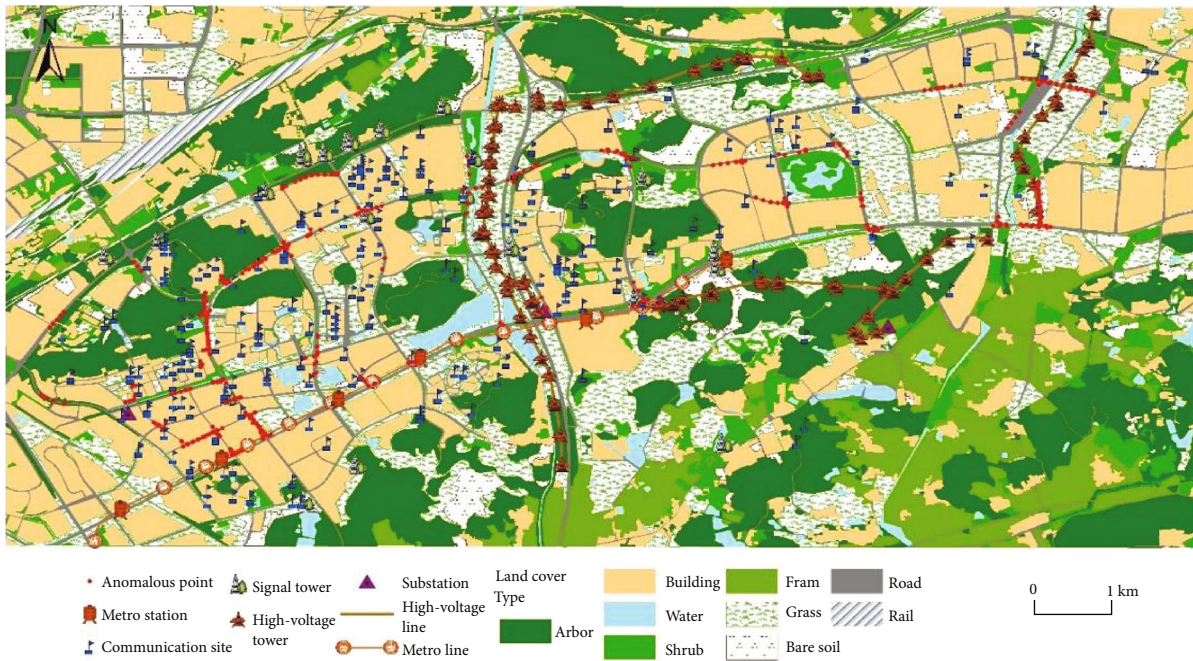 N
Anomalous point
Metro station
Communication site
Signal tower
High-voltage
tower
Substation
High-voltage
line
Metro line
Land cover
Type
Arbor
Building
Water
Shrub
Fram
Grass
Bare soil
Road
Rail
0 1 km